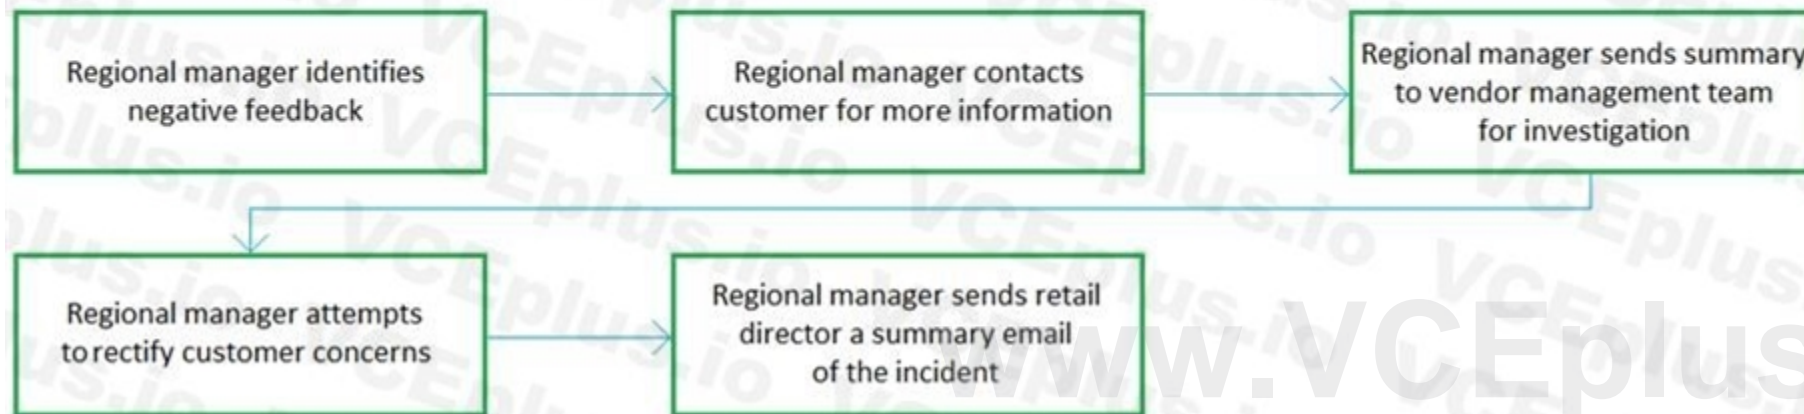 Regional manager identifies
negative feedback
Regional manager contacts
customer for more information
Regional manager sends summary
to vendor management team
for investigation
Regional manager attempts
to rectify customer concerns
Regional manager sends retail
director a summary email
of the incident
www.VCEplus